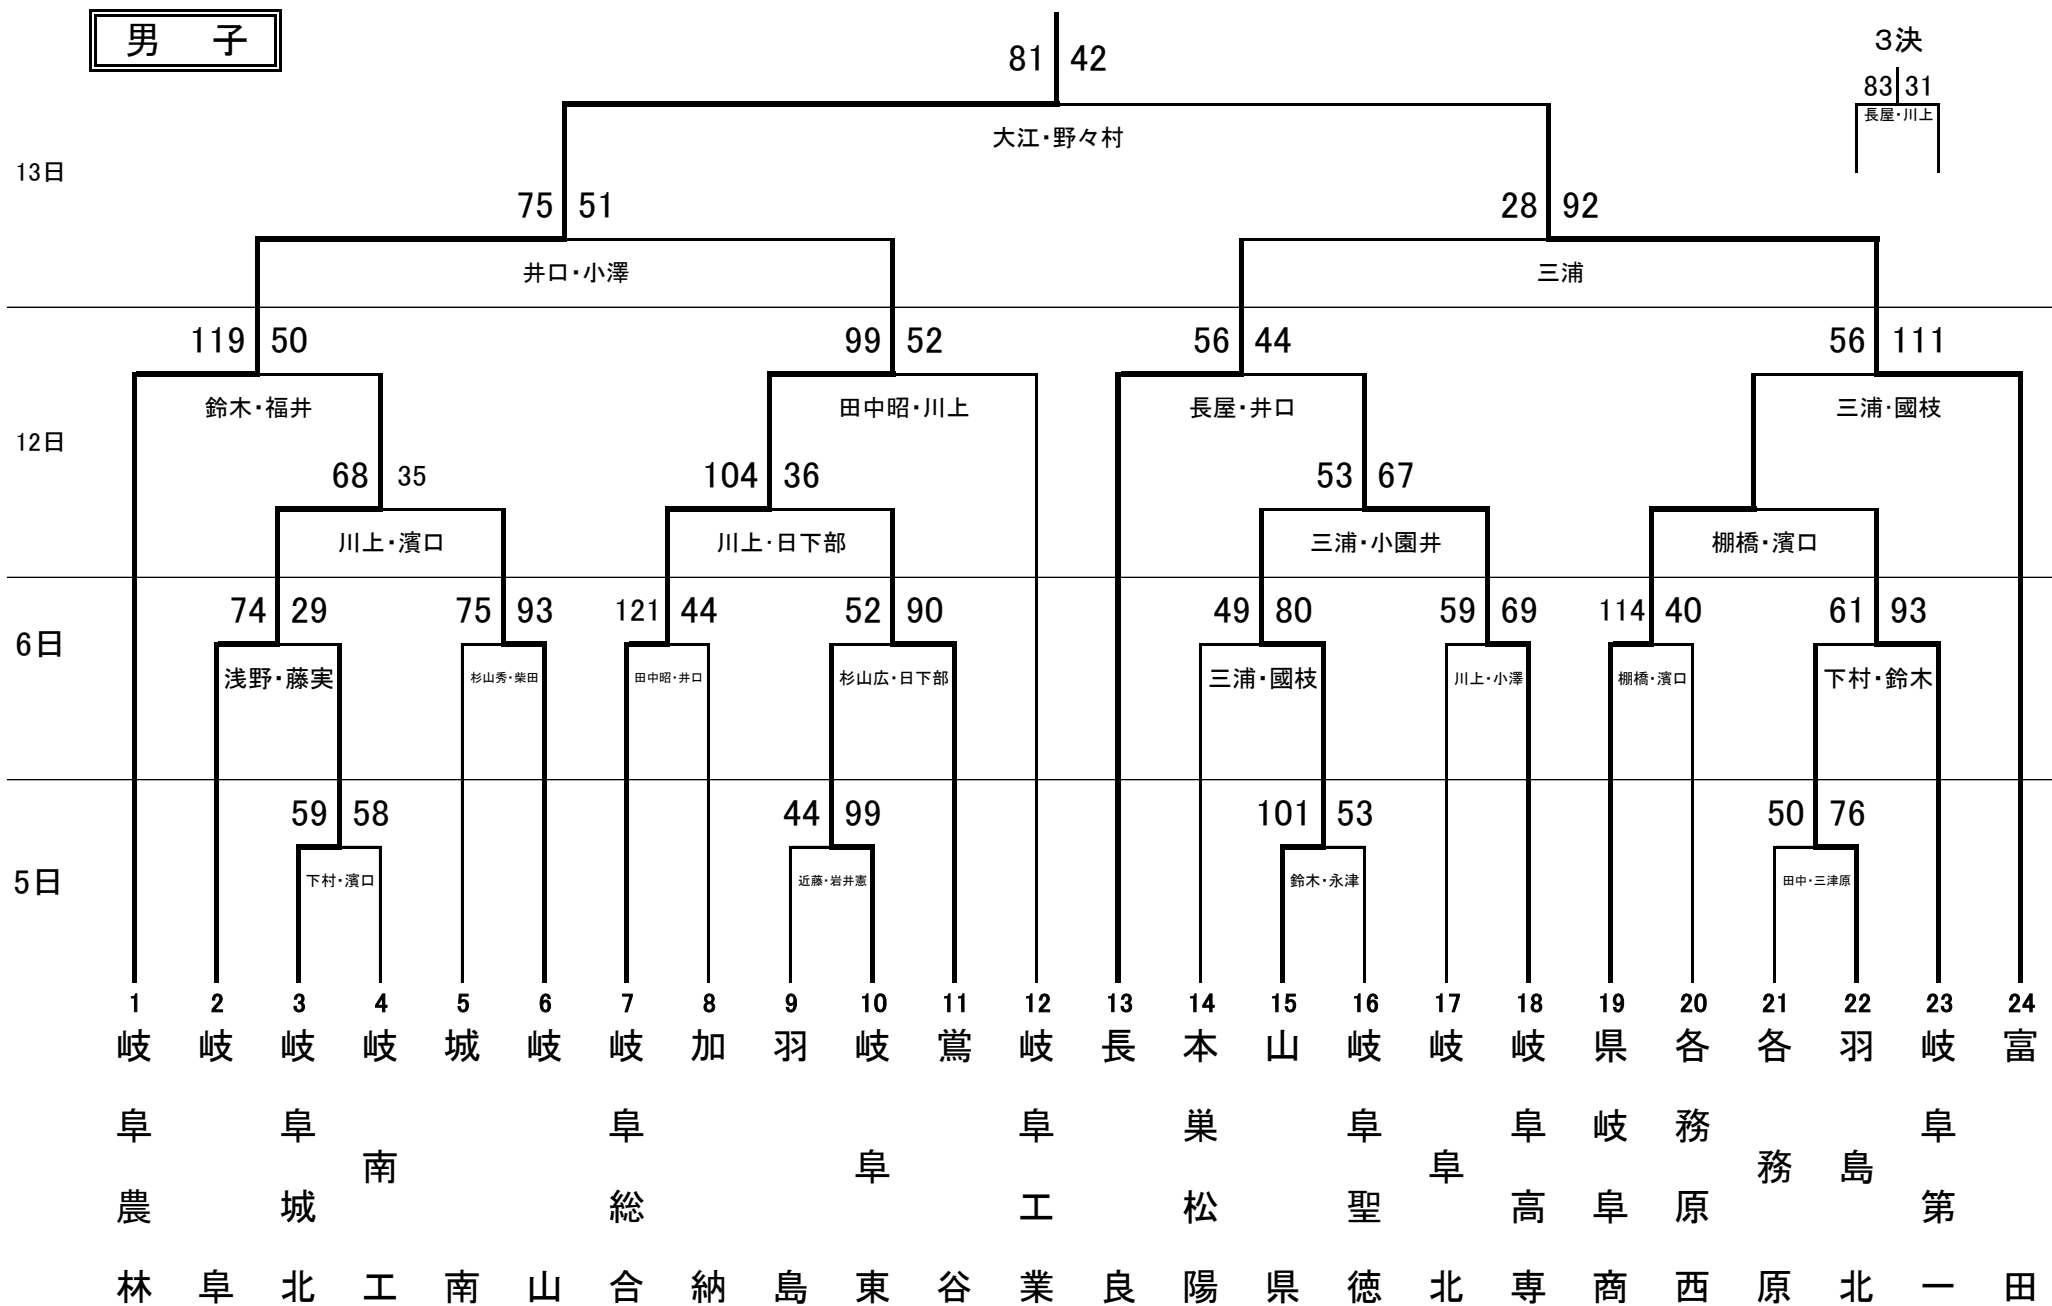 男　子
81 42
3決
83 31
長屋・川上
大江・野々村
13日
75 51
28 92
井口・小澤
三浦
119 50
99 52
56 44
56 111
鈴木・福井
田中昭・川上
長屋・井口
三浦・國枝
12日
68 35
104 36
53 67
川上・濱口
川上・日下部
三浦・小園井
棚橋・濱口
74 29
75 93
121 44
52 90
49 80
59 69
114 40
61 93
6日
浅野・藤実
杉山秀・柴田
田中昭・井口
杉山広・日下部
三浦・國枝
川上・小澤
棚橋・濱口
下村・鈴木
59 58
44 99
101 53
50 76
5日
下村・濱口
近藤・岩井憲
鈴木・永津
田中・三津原
1 2 3 4 5 6 7 8 9 10 11 12 13 14 15 16 17 18 19 20 21 22 23 24
岐阜農林
岐阜
岐阜城北
岐南工
城南
岐山
岐阜総合
加納
羽島
岐阜東
鶯谷
岐阜工業
長良
本巣松陽
山県
岐阜聖徳
岐阜北
岐阜高専
県岐阜商
各務原西
各務原
羽島北
岐阜第一
富田